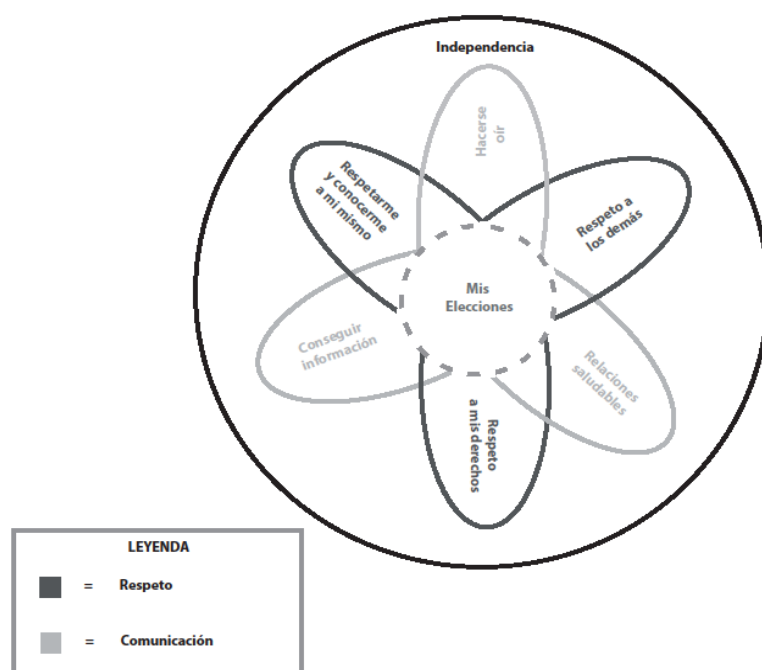 Independencia
Hacerse
oír
Respetarme
y conocerme
a mi mismo
Respeto a
los demás
Mis
Elecciones
Conseguir
información
Relaciones
saludables
Respeto
a mis derechos
LEYENDA
= Respeto
= Comunicación